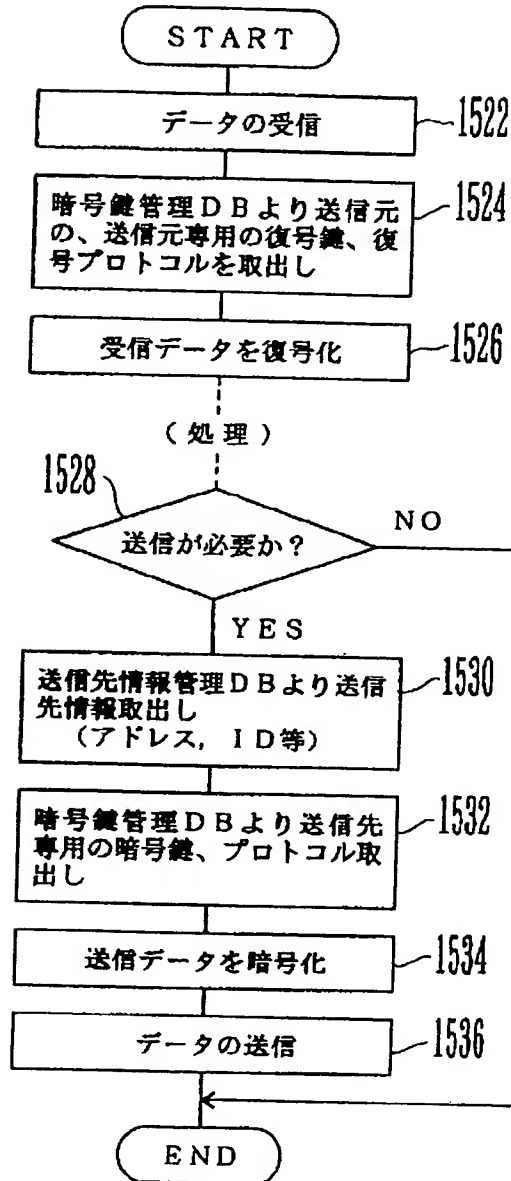 START
データの受信
1522
暗号鍵管理DBより送信元
の、送信元専用の復号鍵、復
号プロトコルを取出し
1524
受信データを復号化
1526
(処理)
1528
送信が必要か?
NO
YES
送信先情報管理DBより送信
先情報取出し
(アドレス, ID等)
1530
暗号鍵管理DBより送信先
専用の暗号鍵、プロトコル取
出し
1532
送信データを暗号化
1534
データの送信
1536
END